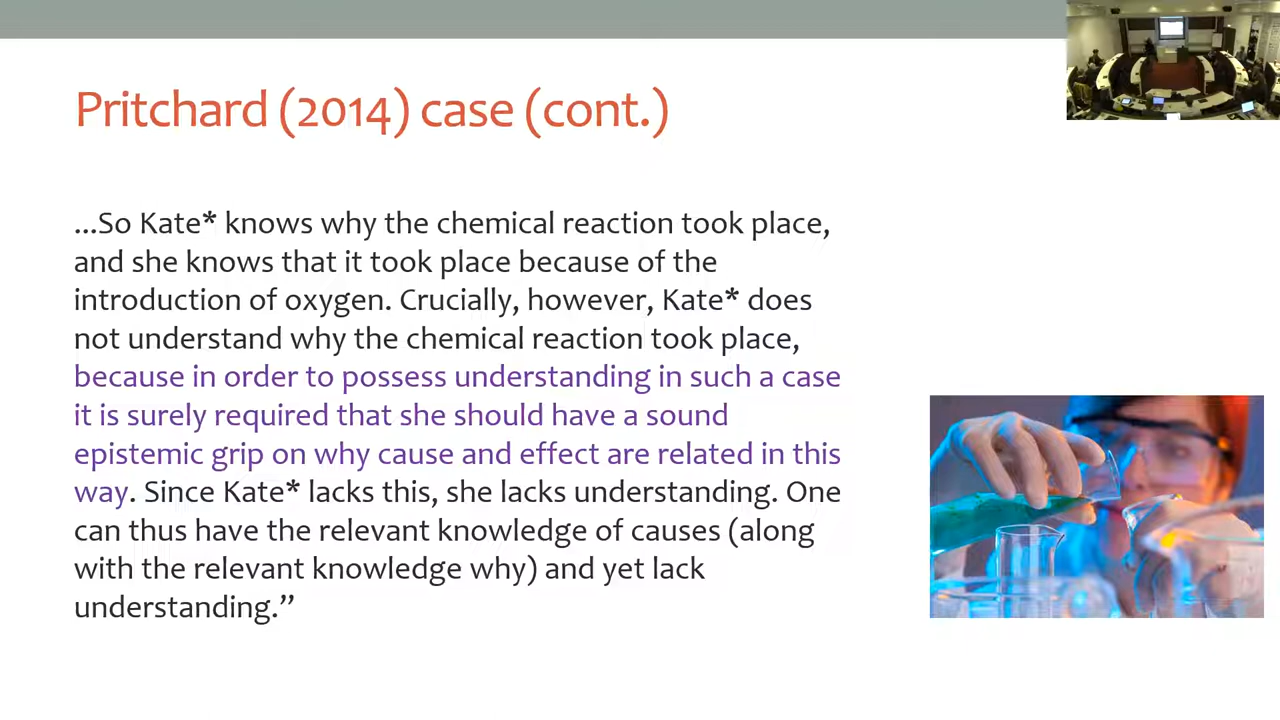 Pritchard (2014) case (cont.)
...So Kate* knows why the chemical reaction took place,
and she knows that it took place because of the
introduction of oxygen. Crucially, however, Kate* does
not understand why the chemical reaction took place,
because in order to possess understanding in such a case
it is surely required that she should have a sound
epistemic grip on why cause and effect are related in this
way. Since Kate* lacks this, she lacks understanding. One
can thus have the relevant knowledge of causes (along
with the relevant knowledge why) and yet lack
understanding.”